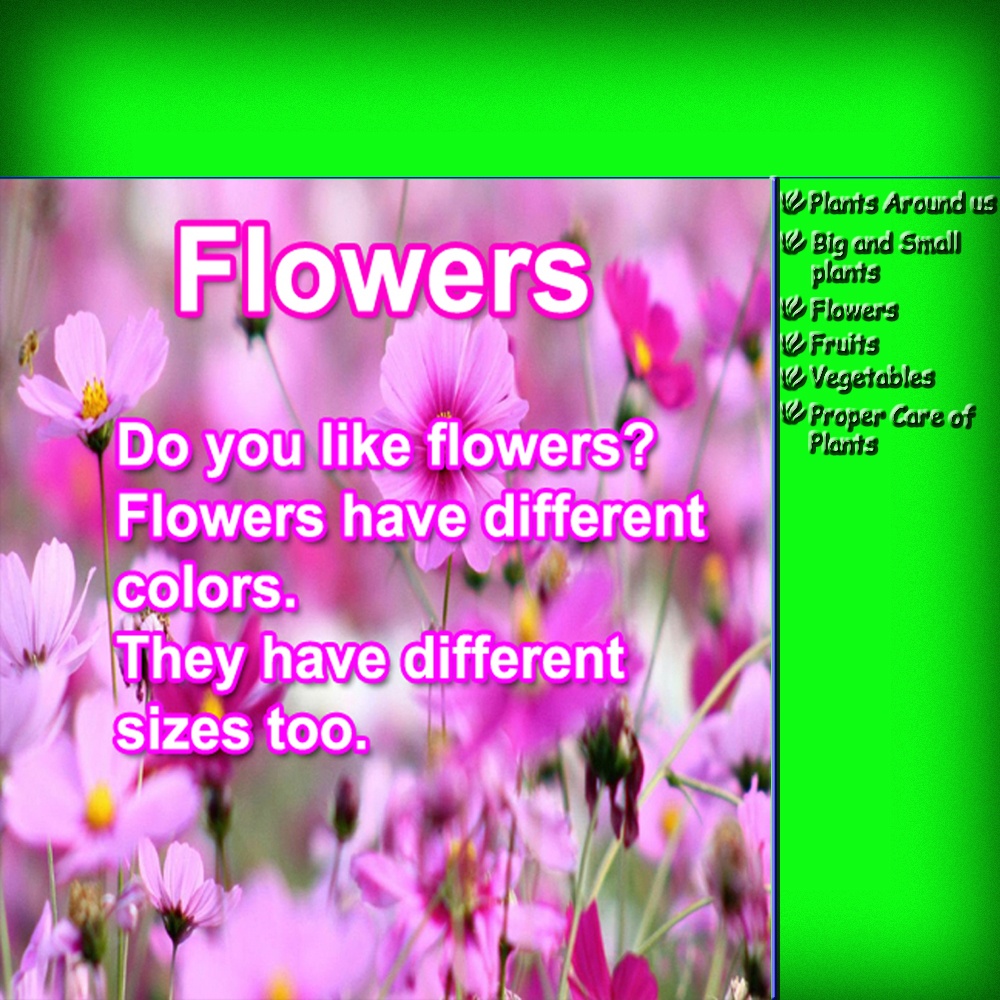 Flowers
Do you like flowers?
Flowers have different
colors.
They have different
sizes too.
Plants Around us
Big and Small
plants
Flowers
Fruits
Vegetables
Proper Care of
Plants